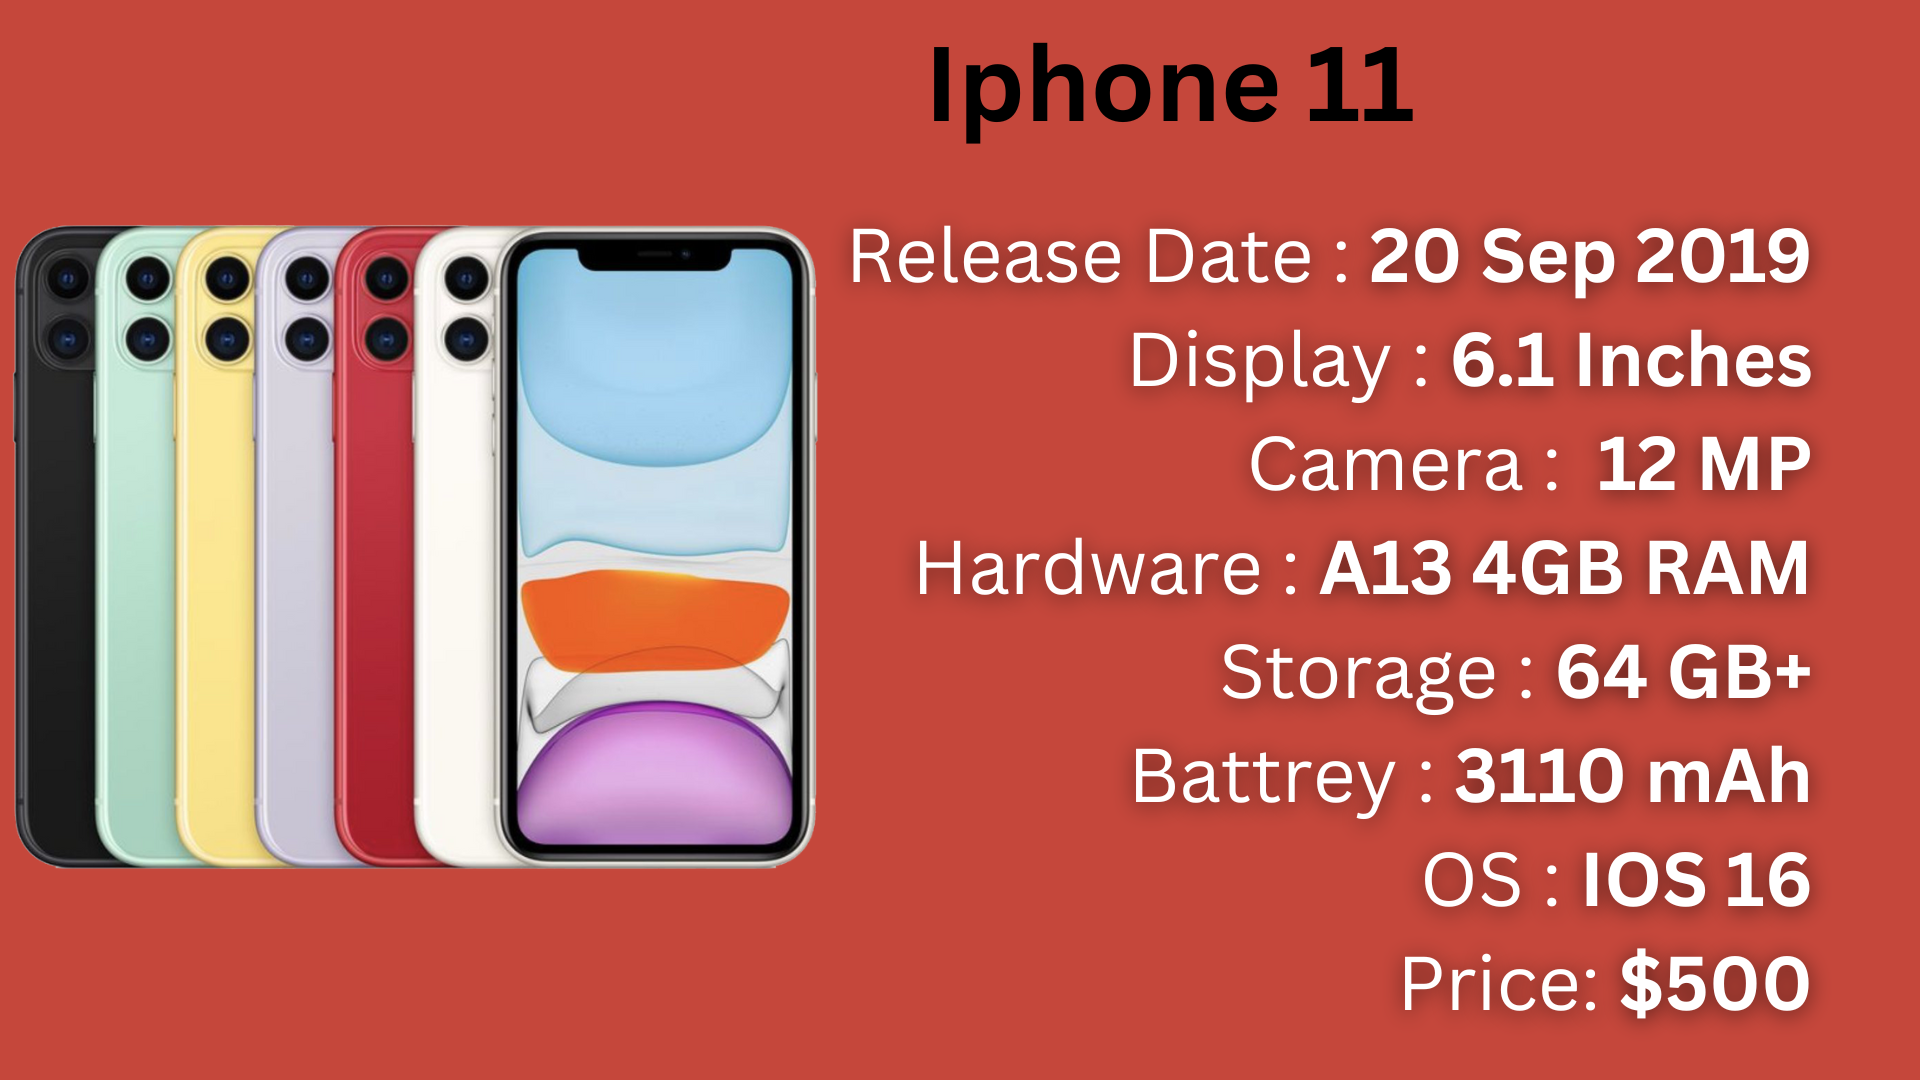 Iphone 11
Release Date : 20 Sep 2019
Display : 6.1 Inches
Camera : 12 MP
Hardware : A13 4GB RAM
Storage : 64 GB+
Battrey : 3110 mAh
OS : IOS 16
Price: $500